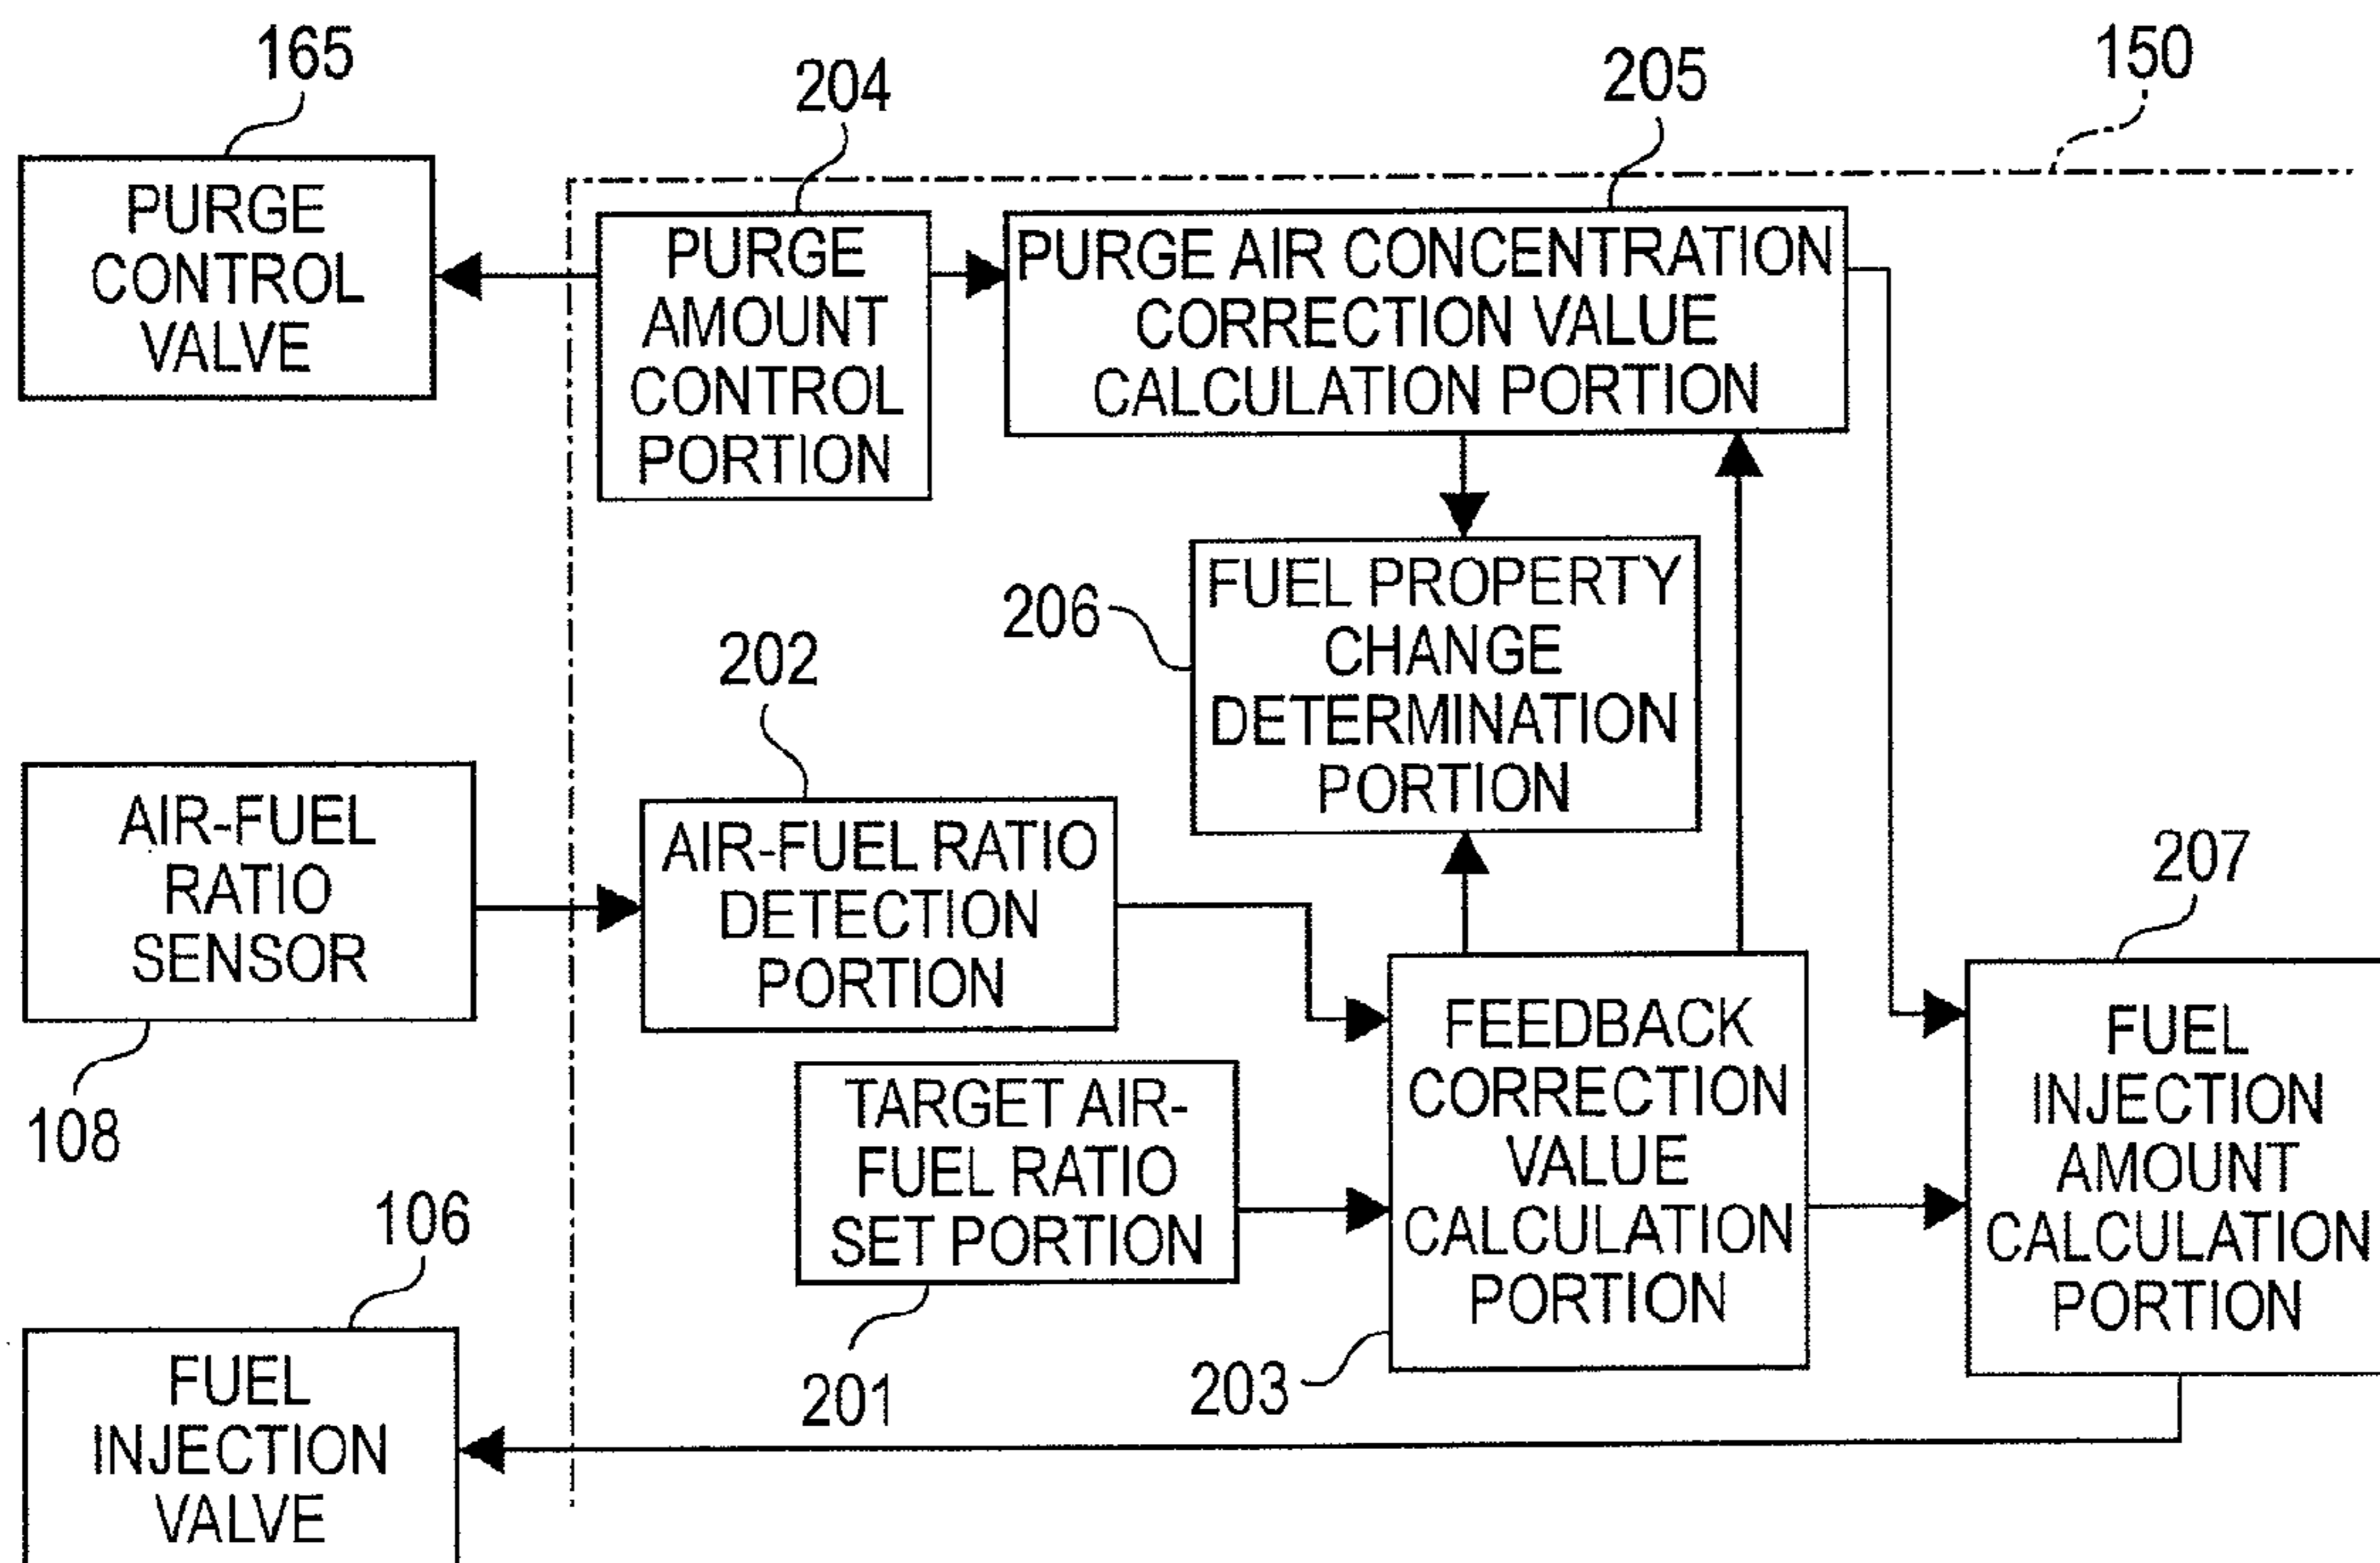 165
204
205
150
PURGE
CONTROL
VALVE
PURGE
AMOUNT
CONTROL
PORTION
PURGE AIR CONCENTRATION
CORRECTION VALUE
CALCULATION PORTION
206
FUEL PROPERTY
CHANGE
DETERMINATION
PORTION
202
AIR-FUEL
RATIO
SENSOR
108
AIR-FUEL RATIO
DETECTION
PORTION
207
TARGET AIR-
FUEL RATIO
SET PORTION
201
FEEDBACK
CORRECTION
VALUE
CALCULATION
PORTION
203
FUEL
INJECTION
AMOUNT
CALCULATION
PORTION
106
FUEL
INJECTION
VALVE